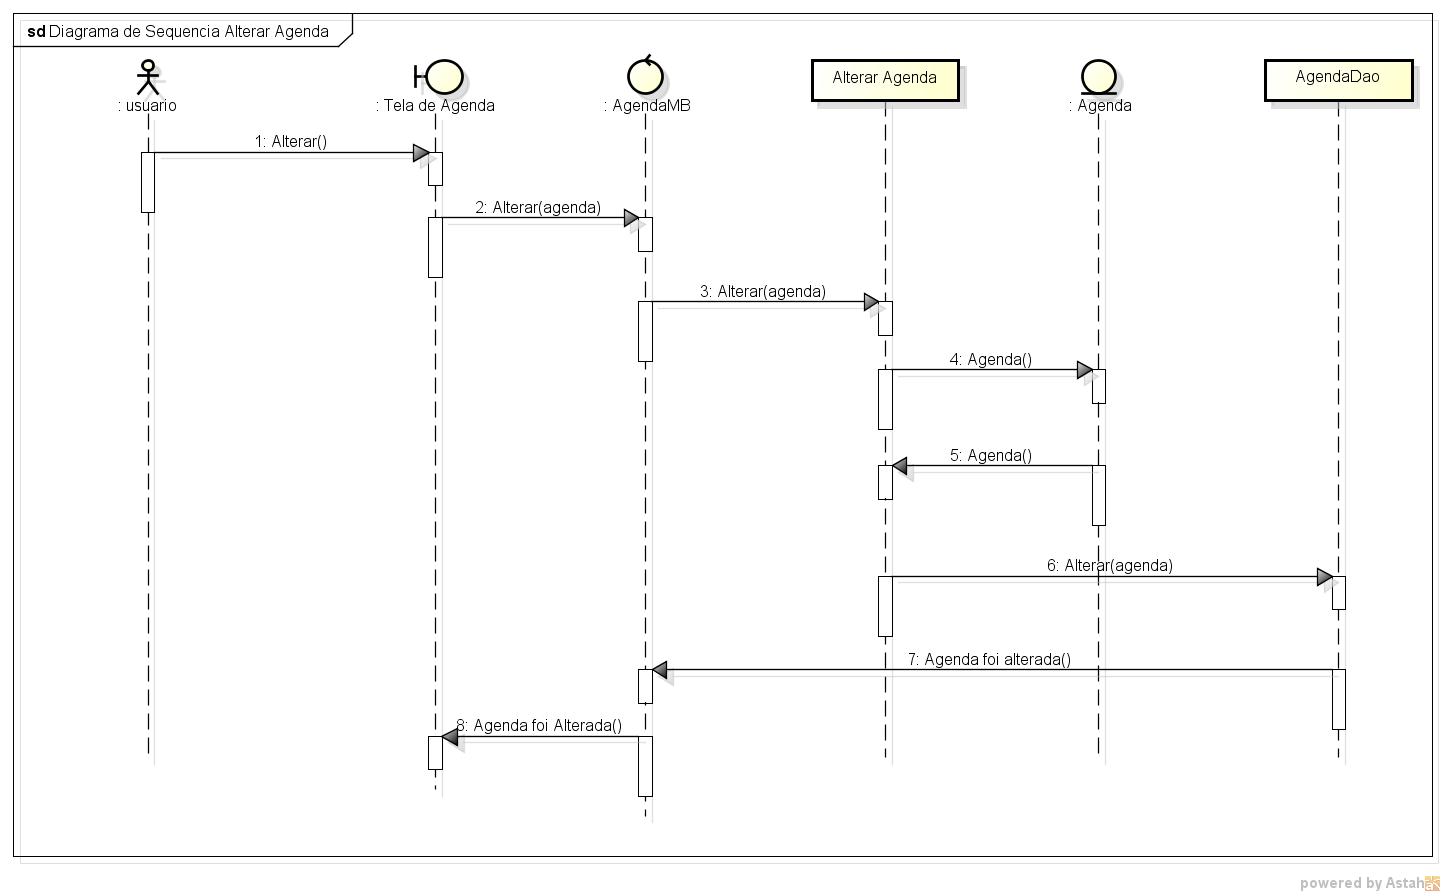 sd Diagrama de Sequencia Alterar Agenda
: usuario
: Tela de Agenda
: AgendaMB
Alterar Agenda
: Agenda
AgendaDao
1: Alterar()
2: Alterar(agenda)
3: Alterar(agenda)
4: Agenda()
5: Agenda()
6: Alterar(agenda)
7: Agenda foi alterada()
8: Agenda foi Alterada()
powered by Astah